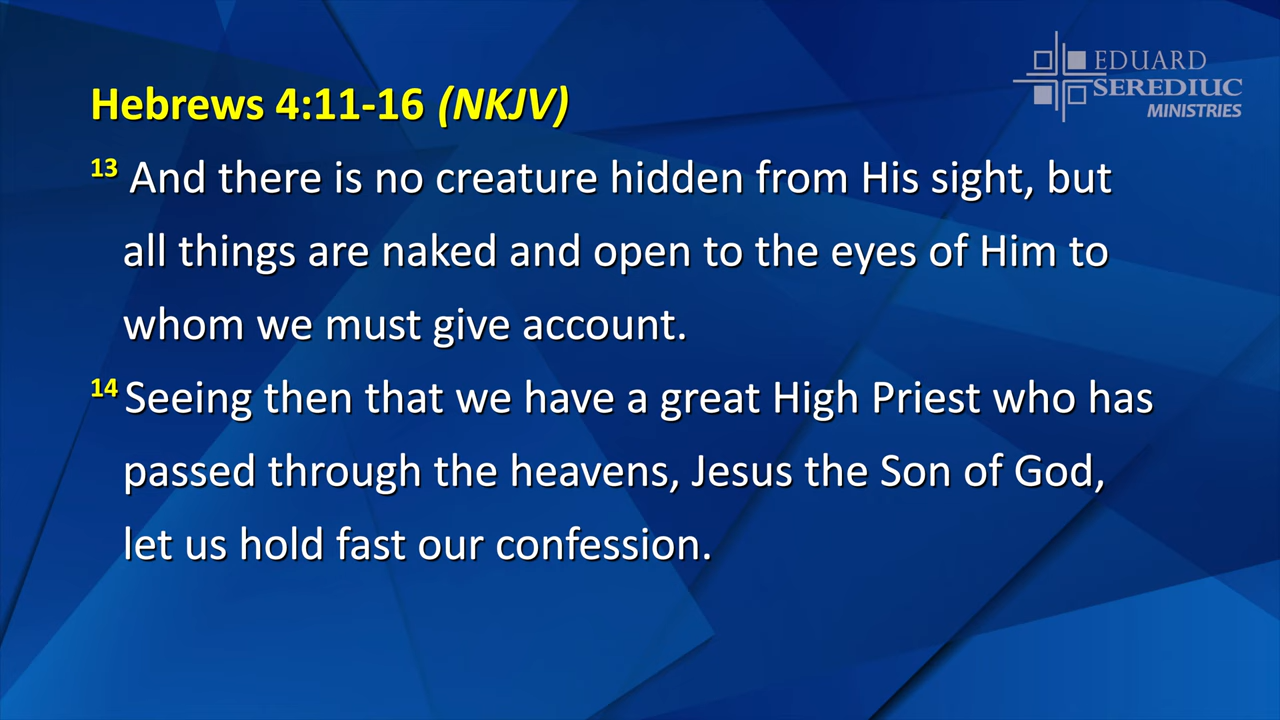 EDUARD
SEREDIUC
MINISTRIES
Hebrews 4:11-16 (NKJV)
13 And there is no creature hidden from His sight, but
all things are naked and open to the eyes of Him to
whom we must give account.
14 Seeing then that we have a great High Priest who has
passed through the heavens, Jesus the Son of God,
let us hold fast our confession.